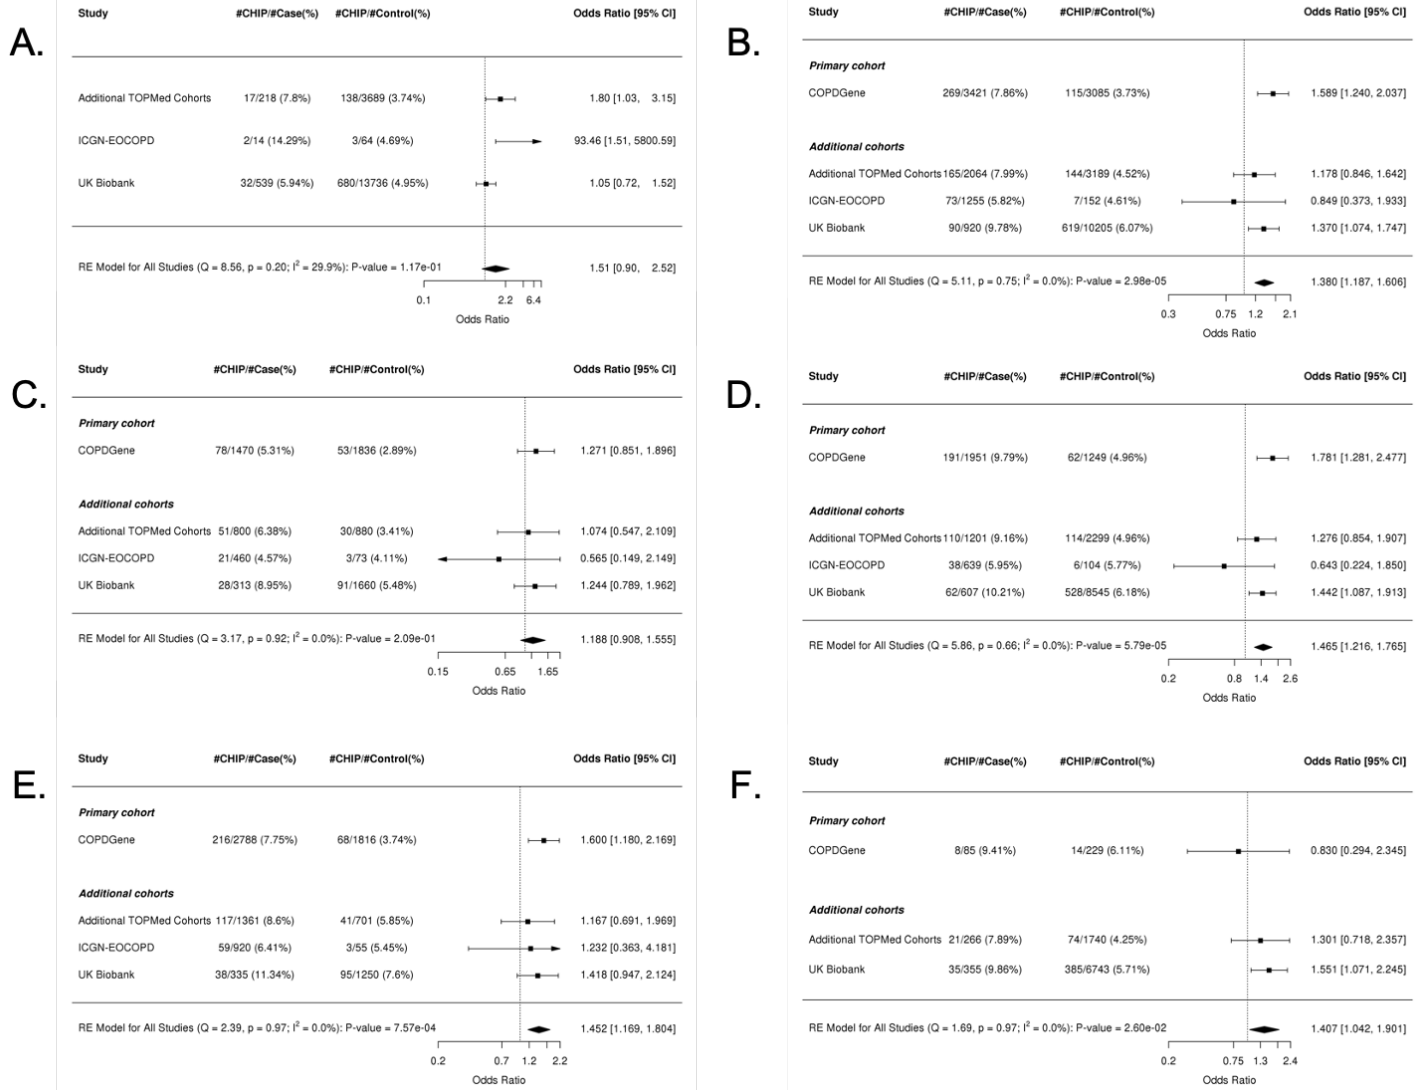 A.
Study #CHIP/#Case(%) #CHIP/#Control(%) Odds Ratio [95% CI]
Additional TOPMed Cohorts 17/218 (7.8%) 138/3689 (3.74%) 1.80 [1.03, 3.15]
ICGN-EOCOPD 2/14 (14.29%) 3/64 (4.69%) 93.46 [1.51, 5800.59]
UK Biobank 32/539 (5.94%) 680/13736 (4.95%) 1.05 [0.72, 1.52]
RE Model for All Studies (Q = 8.56, p = 0.20; I² = 29.9%): P-value = 1.17e-01 1.51 [0.90, 2.52]
0.1 2.2 6.4
Odds Ratio
B.
Study #CHIP/#Case(%) #CHIP/#Control(%) Odds Ratio [95% CI]
Primary cohort
COPDGene 269/3421 (7.86%) 115/3085 (3.73%) 1.589 [1.240, 2.037]
Additional cohorts
Additional TOPMed Cohorts 165/2064 (7.99%) 144/3189 (4.52%) 1.178 [0.846, 1.642]
ICGN-EOCOPD 73/1255 (5.82%) 7/152 (4.61%) 0.849 [0.373, 1.933]
UK Biobank 90/920 (9.78%) 619/10205 (6.07%) 1.370 [1.074, 1.747]
RE Model for All Studies (Q = 5.11, p = 0.75; I² = 0.0%): P-value = 2.98e-05 1.380 [1.187, 1.606]
0.3 0.75 1.2 2.1
Odds Ratio
C.
Study #CHIP/#Case(%) #CHIP/#Control(%) Odds Ratio [95% CI]
Primary cohort
COPDGene 78/1470 (5.31%) 53/1836 (2.89%) 1.271 [0.851, 1.896]
Additional cohorts
Additional TOPMed Cohorts 51/800 (6.38%) 30/880 (3.41%) 1.074 [0.547, 2.109]
ICGN-EOCOPD 21/460 (4.57%) 3/73 (4.11%) 0.565 [0.149, 2.149]
UK Biobank 28/313 (8.95%) 91/1660 (5.48%) 1.244 [0.789, 1.962]
RE Model for All Studies (Q = 3.17, p = 0.92; I² = 0.0%): P-value = 2.09e-01 1.188 [0.908, 1.555]
0.15 0.65 1.65
Odds Ratio
D.
Study #CHIP/#Case(%) #CHIP/#Control(%) Odds Ratio [95% CI]
Primary cohort
COPDGene 191/1951 (9.79%) 62/1249 (4.96%) 1.781 [1.281, 2.477]
Additional cohorts
Additional TOPMed Cohorts 110/1201 (9.16%) 114/2299 (4.96%) 1.276 [0.854, 1.907]
ICGN-EOCOPD 38/639 (5.95%) 6/104 (5.77%) 0.643 [0.224, 1.850]
UK Biobank 62/607 (10.21%) 528/8545 (6.18%) 1.442 [1.087, 1.913]
RE Model for All Studies (Q = 5.86, p = 0.66; I² = 0.0%): P-value = 5.79e-05 1.465 [1.216, 1.765]
0.2 0.8 1.4 2.6
Odds Ratio
E.
Study #CHIP/#Case(%) #CHIP/#Control(%) Odds Ratio [95% CI]
Primary cohort
COPDGene 216/2788 (7.75%) 68/1816 (3.74%) 1.600 [1.180, 2.169]
Additional cohorts
Additional TOPMed Cohorts 117/1361 (8.6%) 41/701 (5.85%) 1.167 [0.691, 1.969]
ICGN-EOCOPD 59/920 (6.41%) 3/55 (5.45%) 1.232 [0.363, 4.181]
UK Biobank 38/335 (11.34%) 95/1250 (7.6%) 1.418 [0.947, 2.124]
RE Model for All Studies (Q = 2.39, p = 0.97; I² = 0.0%): P-value = 7.57e-04 1.452 [1.169, 1.804]
0.2 0.7 1.2 2.2
Odds Ratio
F.
Study #CHIP/#Case(%) #CHIP/#Control(%) Odds Ratio [95% CI]
Primary cohort
COPDGene 8/85 (9.41%) 14/229 (6.11%) 0.830 [0.294, 2.345]
Additional cohorts
Additional TOPMed Cohorts 21/266 (7.89%) 74/1740 (4.25%) 1.301 [0.718, 2.357]
UK Biobank 35/355 (9.86%) 385/6743 (5.71%) 1.551 [1.071, 2.245]
RE Model for All Studies (Q = 1.69, p = 0.97; I² = 0.0%): P-value = 2.60e-02 1.407 [1.042, 1.901]
0.2 0.75 1.3 2.4
Odds Ratio